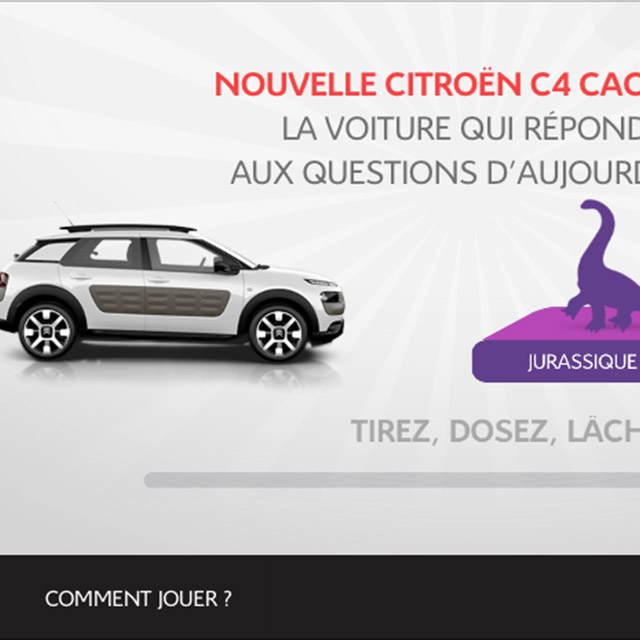 NOUVELLE CITROËN C4 CAC
LA VOITURE QUI RÉPOND
AUX QUESTIONS D'AUJOURD
JURASSIQUE
TIREZ, DOSEZ, LÂCH
COMMENT JOUER ?